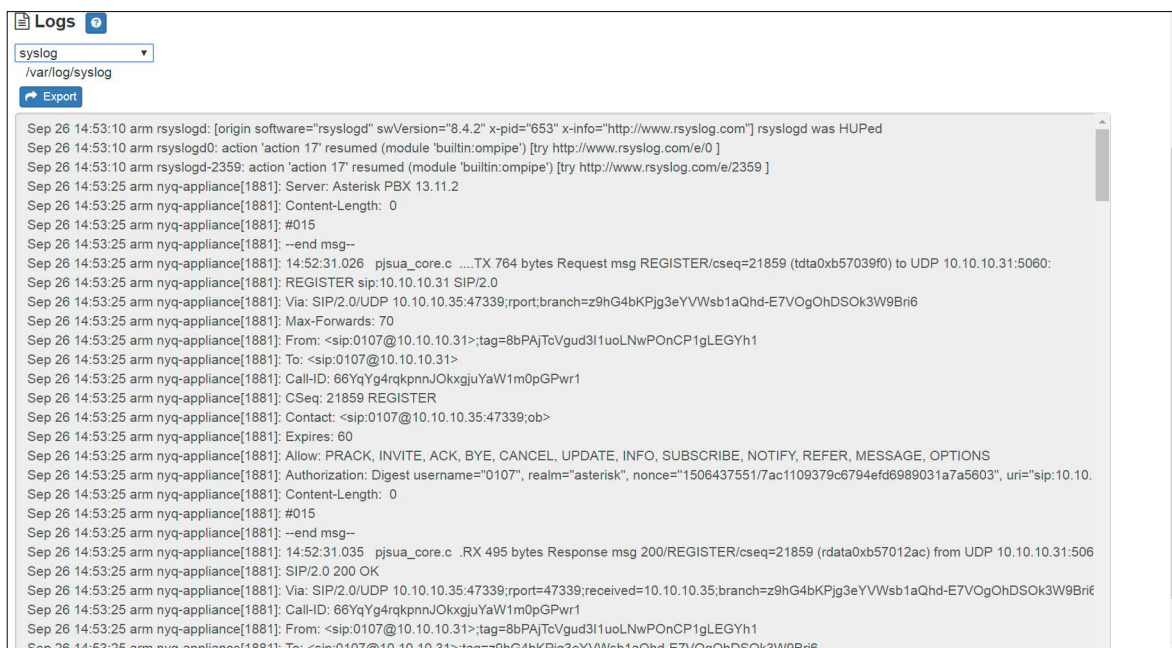 Logs ?
syslog
/var/log/syslog
Export
Sep 26 14:53:10 arm rsyslogd: [origin software="rsyslogd" swVersion="8.4.2" x-pid="653" x-info="http://www.rsyslog.com"] rsyslogd was HUPed
Sep 26 14:53:10 arm rsyslogd0: action 'action 17' resumed (module 'builtin:ompipe') [try http://www.rsyslog.com/e/0 ]
Sep 26 14:53:10 arm rsyslogd-2359: action 'action 17' resumed (module 'builtin:ompipe') [try http://www.rsyslog.com/e/2359 ]
Sep 26 14:53:25 arm nyq-appliance[1881]: Server: Asterisk PBX 13.11.2
Sep 26 14:53:25 arm nyq-appliance[1881]: Content-Length:  0
Sep 26 14:53:25 arm nyq-appliance[1881]: #015
Sep 26 14:53:25 arm nyq-appliance[1881]: --end msg--
Sep 26 14:53:25 arm nyq-appliance[1881]: 14:52:31.026   pjsua_core.c  ....TX 764 bytes Request msg REGISTER/cseq=21859 (tdta0xb57039f0) to UDP 10.10.10.31:5060:
Sep 26 14:53:25 arm nyq-appliance[1881]: REGISTER sip:10.10.10.31 SIP/2.0
Sep 26 14:53:25 arm nyq-appliance[1881]: Via: SIP/2.0/UDP 10.10.10.35:47339;rport;branch=z9hG4bKPjg3eYVWsb1aQhd-E7VOgOhDSOk3W9Bri6
Sep 26 14:53:25 arm nyq-appliance[1881]: Max-Forwards: 70
Sep 26 14:53:25 arm nyq-appliance[1881]: From: <sip:0107@10.10.10.31>;tag=8bPAjTcVgud3I1uoLNwPOnCP1gLEGYh1
Sep 26 14:53:25 arm nyq-appliance[1881]: To: <sip:0107@10.10.10.31>
Sep 26 14:53:25 arm nyq-appliance[1881]: Call-ID: 66YqYg4rqkpnnJOkxgjuYaW1m0pGPwr1
Sep 26 14:53:25 arm nyq-appliance[1881]: CSeq: 21859 REGISTER
Sep 26 14:53:25 arm nyq-appliance[1881]: Contact: <sip:0107@10.10.10.35:47339;ob>
Sep 26 14:53:25 arm nyq-appliance[1881]: Expires: 60
Sep 26 14:53:25 arm nyq-appliance[1881]: Allow: PRACK, INVITE, ACK, BYE, CANCEL, UPDATE, INFO, SUBSCRIBE, NOTIFY, REFER, MESSAGE, OPTIONS
Sep 26 14:53:25 arm nyq-appliance[1881]: Authorization: Digest username="0107", realm="asterisk", nonce="1506437551/7ac1109379c6794efd6989031a7a5603", uri="sip:10.10.
Sep 26 14:53:25 arm nyq-appliance[1881]: Content-Length:  0
Sep 26 14:53:25 arm nyq-appliance[1881]: #015
Sep 26 14:53:25 arm nyq-appliance[1881]: --end msg--
Sep 26 14:53:25 arm nyq-appliance[1881]: 14:52:31.035   pjsua_core.c  .RX 495 bytes Response msg 200/REGISTER/cseq=21859 (rdata0xb57012ac) from UDP 10.10.10.31:506
Sep 26 14:53:25 arm nyq-appliance[1881]: SIP/2.0 200 OK
Sep 26 14:53:25 arm nyq-appliance[1881]: Via: SIP/2.0/UDP 10.10.10.35:47339;rport=47339;received=10.10.10.35;branch=z9hG4bKPjg3eYVWsb1aQhd-E7VOgOhDSOk3W9Bri6
Sep 26 14:53:25 arm nyq-appliance[1881]: Call-ID: 66YqYg4rqkpnnJOkxgjuYaW1m0pGPwr1
Sep 26 14:53:25 arm nyq-appliance[1881]: From: <sip:0107@10.10.10.31>;tag=8bPAjTcVgud3I1uoLNwPOnCP1gLEGYh1
Sep 26 14:53:25 arm nyq-appliance[1881]: To: <sip:0107@10.10.10.31>;tag=z9hG4bKPjg3eYVWsb1aQhd-E7VOgOhDSOk3W9Bri6